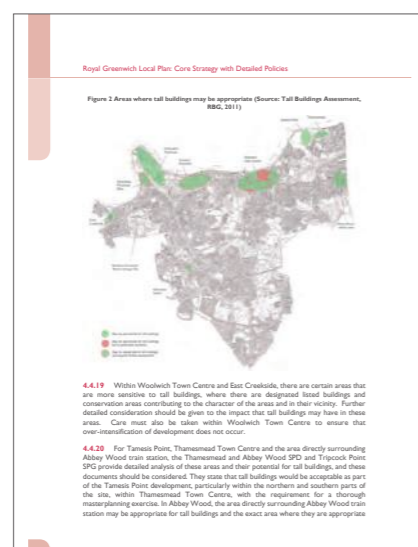 Royal Greenwich Local Plan: Core Strategy with Detailed Policies
Figure 2 Areas where tall buildings may be appropriate (Source: Tall Buildings Assessment,
RBG, 2011)
4.4.19 Within Woolwich Town Centre and East Creekside, there are certain areas that
are more sensitive to tall buildings, where there are designated listed buildings and
conservation areas contributing to the character of the areas and in their vicinity. Further
detailed consideration should be given to the impact that tall buildings may have in these
areas. Care must also be taken within Woolwich Town Centre to ensure that
over-intensification of development does not occur.
4.4.20 For Tamesis Point, Thamesmead Town Centre and the area directly surrounding
Abbey Wood train station, the Thamesmead and Abbey Wood SPD and Tripcock Point
SPG provide detailed analysis of these areas and their potential for tall buildings, and these
documents should be considered. They state that tall buildings would be acceptable as part
of the Tamesis Point development, particularly within the northern and southern parts of
the site, within Thamesmead Town Centre, with the requirement for a thorough
masterplanning exercise. In Abbey Wood, the area directly surrounding Abbey Wood train
station may be appropriate for tall buildings and the exact area where they are appropriate